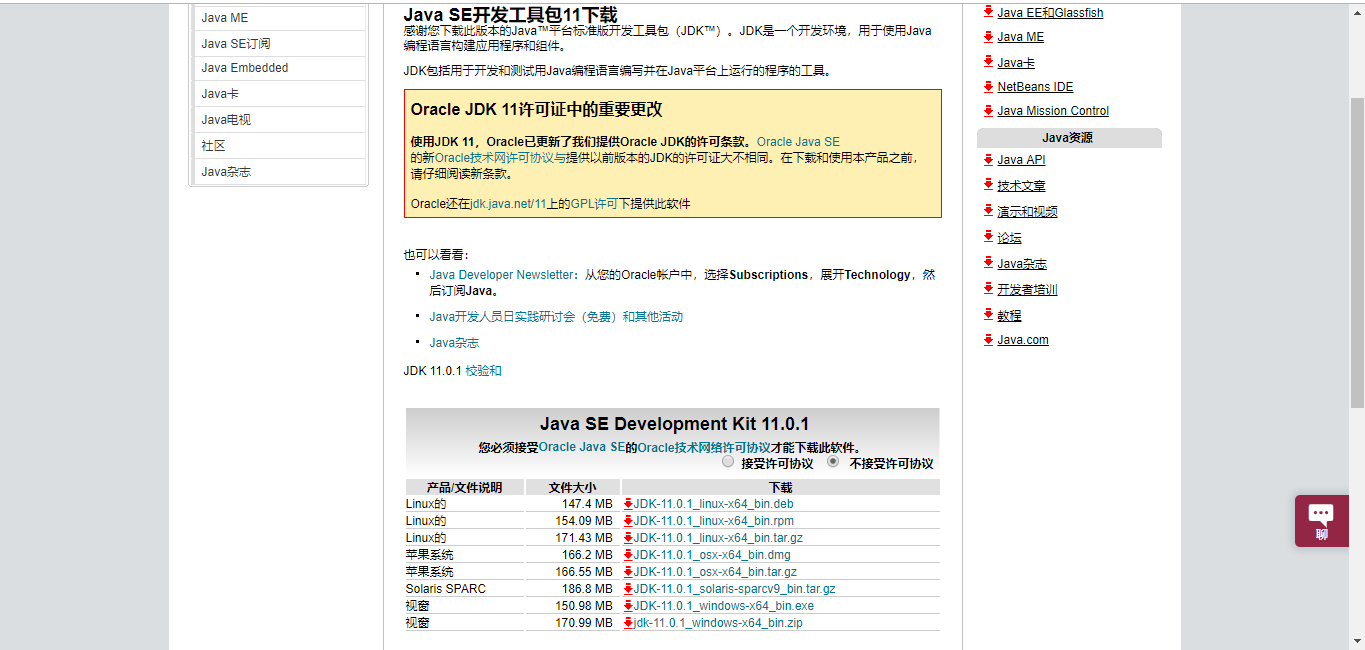 Java ME
Java SE订阅
Java Embedded
Java卡
Java电视
社区
Java杂志
Java SE开发工具包11下载
感谢您下载此版本的Java™平台标准版开发工具包（JDK™）。JDK是一个开发环境，用于使用Java
编程语言构建应用程序和组件。
JDK包括用于开发和测试用Java编程语言编写并在Java平台上运行的程序的工具。
Oracle JDK 11许可证中的重要更改
使用JDK 11，Oracle已更新了我们提供Oracle JDK的许可条款。Oracle Java SE
的新Oracle技术网许可协议与提供以前版本的JDK的许可证大不相同。在下载和使用本产品之前，
请仔细阅读新条款。
Oracle还在jdk.java.net/11上的GPL许可下提供此软件
也可以看看：
Java Developer Newsletter：从您的Oracle帐户中，选择Subscriptions，展开Technology，然
后订阅Java。
Java开发人员日实践研讨会（免费）和其他活动
Java杂志
JDK 11.0.1 校验和
Java SE Development Kit 11.0.1
您必须接受Oracle Java SE的Oracle技术网络许可协议才能下载此软件。
接受许可协议 不接受许可协议
产品/文件说明 文件大小 下载
Linux的 147.4 MB JDK-11.0.1_linux-x64_bin.deb
Linux的 154.09 MB JDK-11.0.1_linux-x64_bin.rpm
Linux的 171.43 MB JDK-11.0.1_linux-x64_bin.tar.gz
苹果系统 166.2 MB JDK-11.0.1_osx-x64_bin.dmg
苹果系统 166.55 MB JDK-11.0.1_osx-x64_bin.tar.gz
Solaris SPARC 186.8 MB JDK-11.0.1_solaris-sparcv9_bin.tar.gz
视窗 150.98 MB JDK-11.0.1_windows-x64_bin.exe
视窗 170.99 MB jdk-11.0.1_windows-x64_bin.zip
Java EE和Glassfish
Java ME
Java卡
NetBeans IDE
Java Mission Control
Java资源
Java API
技术文章
演示和视频
论坛
Java杂志
开发者培训
教程
Java.com
聊